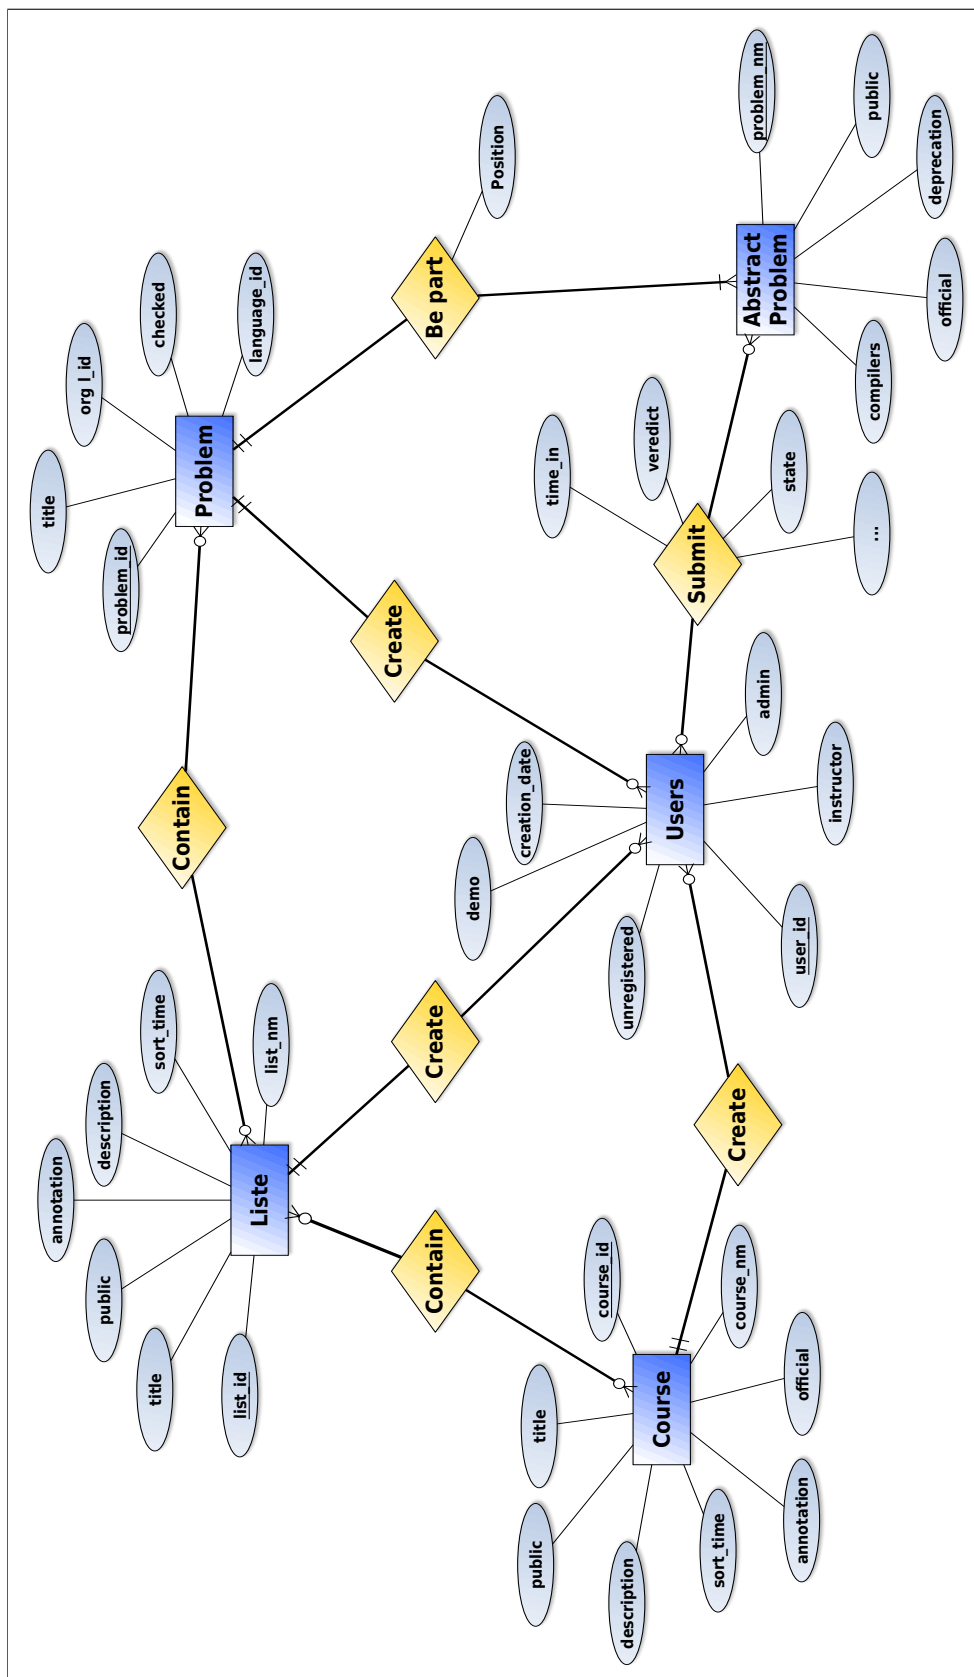 title
org l_id
checked
language_id
problem_id
Problem
Position
Be part
problem_nm
public
deprecation
official
compilers
Abstract
Problem
time_in
veredict
state
...
Submit
Create
Contain
creation_date
demo
unregistered
admin
instructor
user_id
Users
Create
Create
sort_time
list_nm
description
annotation
public
title
list_id
Liste
Contain
course_id
course_nm
official
annotation
sort_time
description
public
title
Course